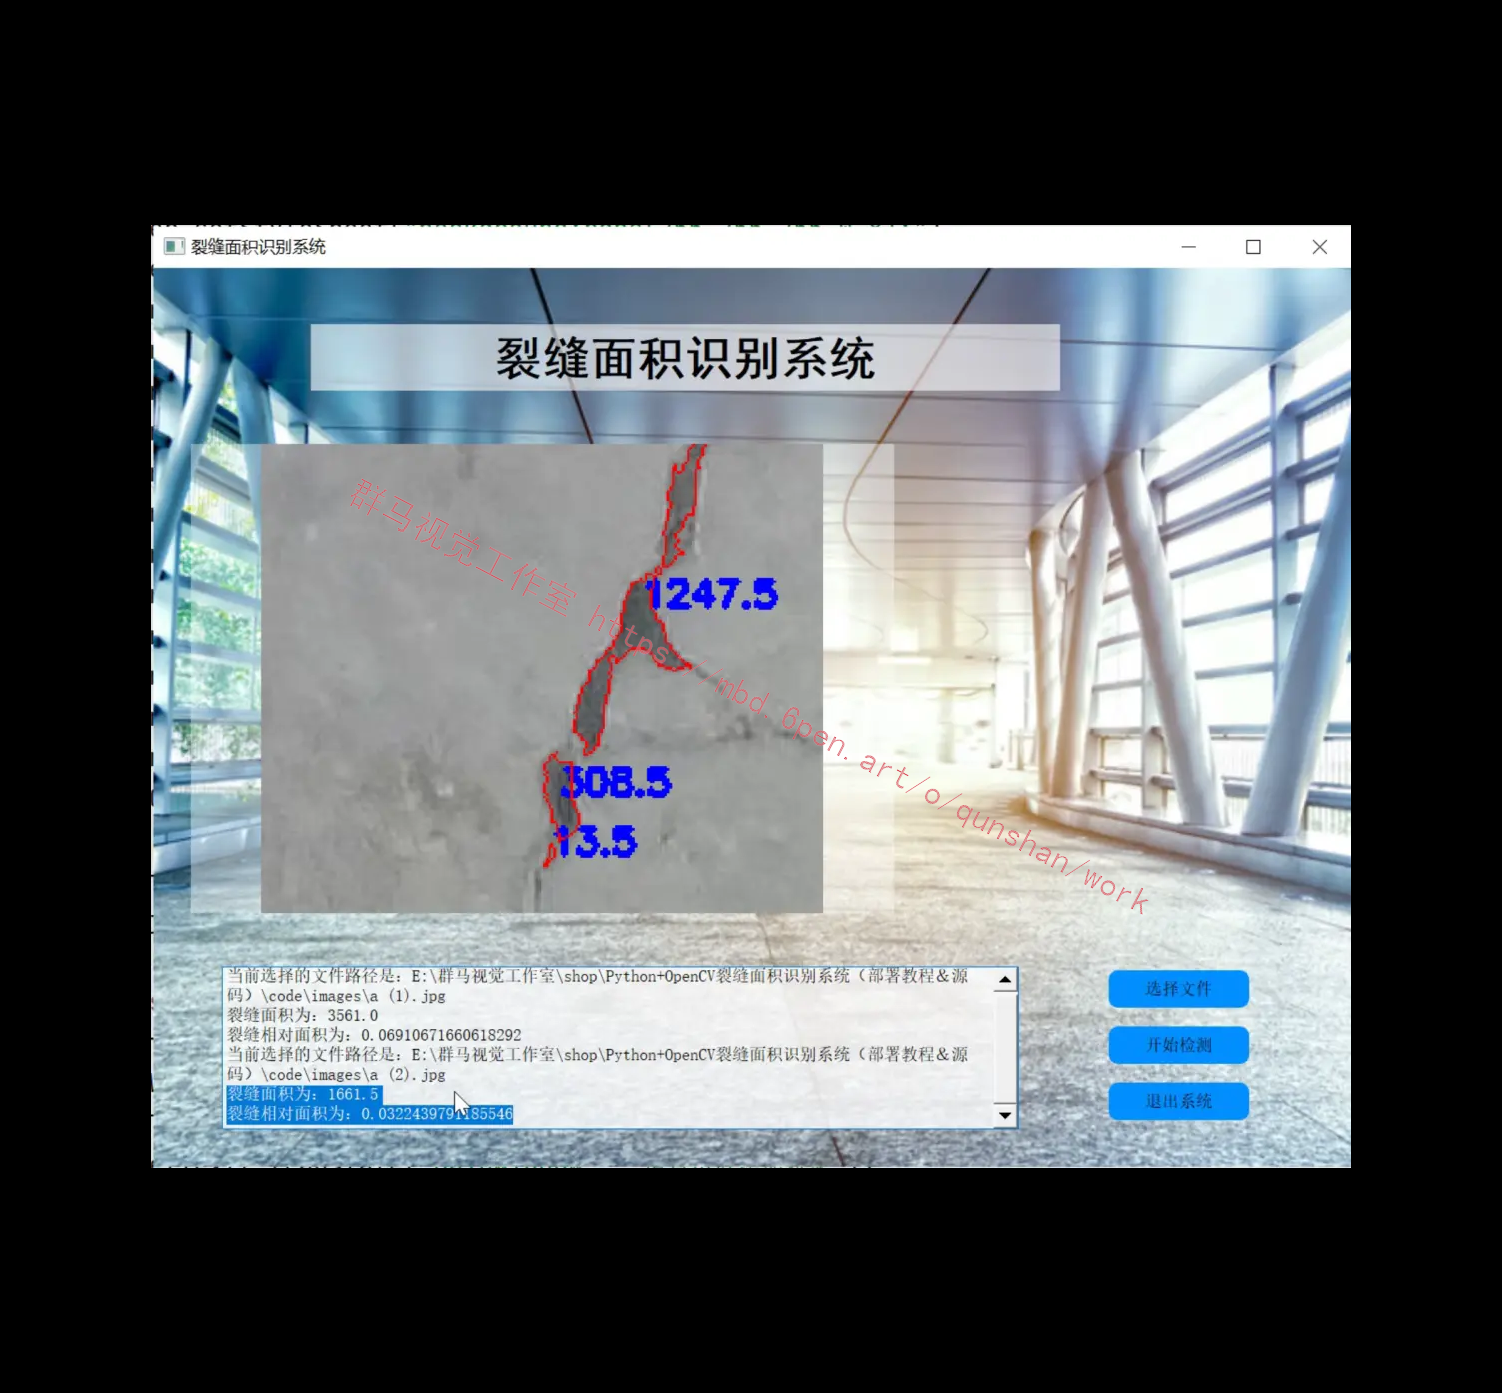 裂缝面积识别系统
裂缝面积识别系统
群马视觉工作室 https://mbd.6pen.art/o/qunshan/work
1247.5
308.5
13.5
当前选择的文件路径是: E:\群马视觉工作室\shop\Python+OpenCV裂缝面积识别系统（部署教程&源
码）\code\images\a (1).jpg
裂缝面积为: 3561.0
裂缝相对面积为: 0.06910671660618292
当前选择的文件路径是: E:\群马视觉工作室\shop\Python+OpenCV裂缝面积识别系统（部署教程&源
码）\code\images\a (2).jpg
裂缝面积为: 1661.5
裂缝相对面积为:
选择文件
开始检测
退出系统